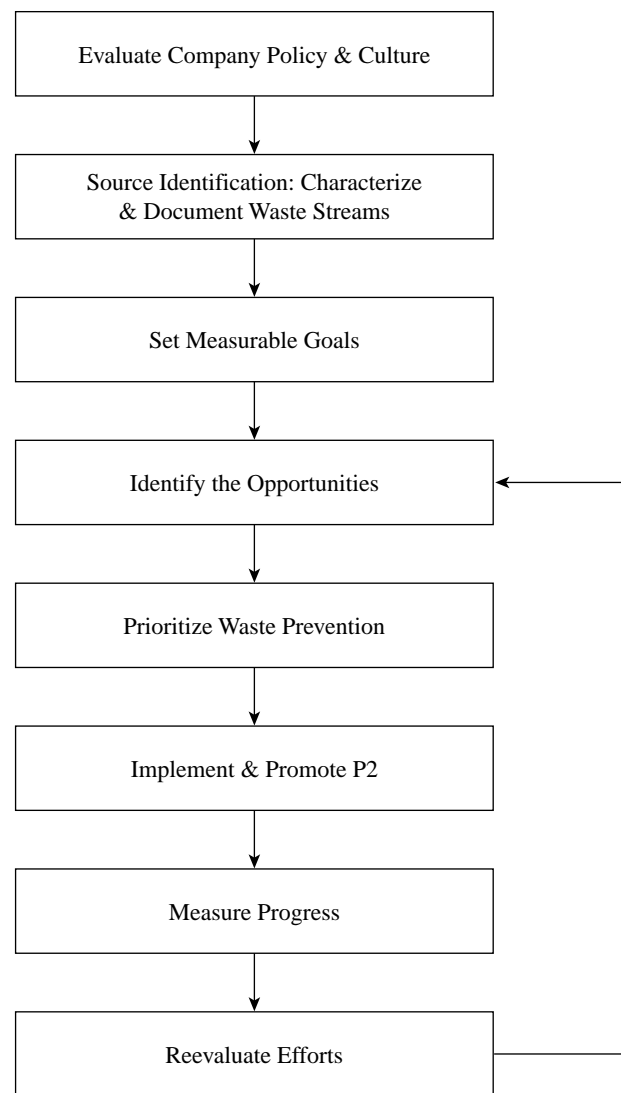 Evaluate Company Policy & Culture
Source Identification: Characterize
& Document Waste Streams
Set Measurable Goals
Identify the Opportunities
Prioritize Waste Prevention
Implement & Promote P2
Measure Progress
Reevaluate Efforts